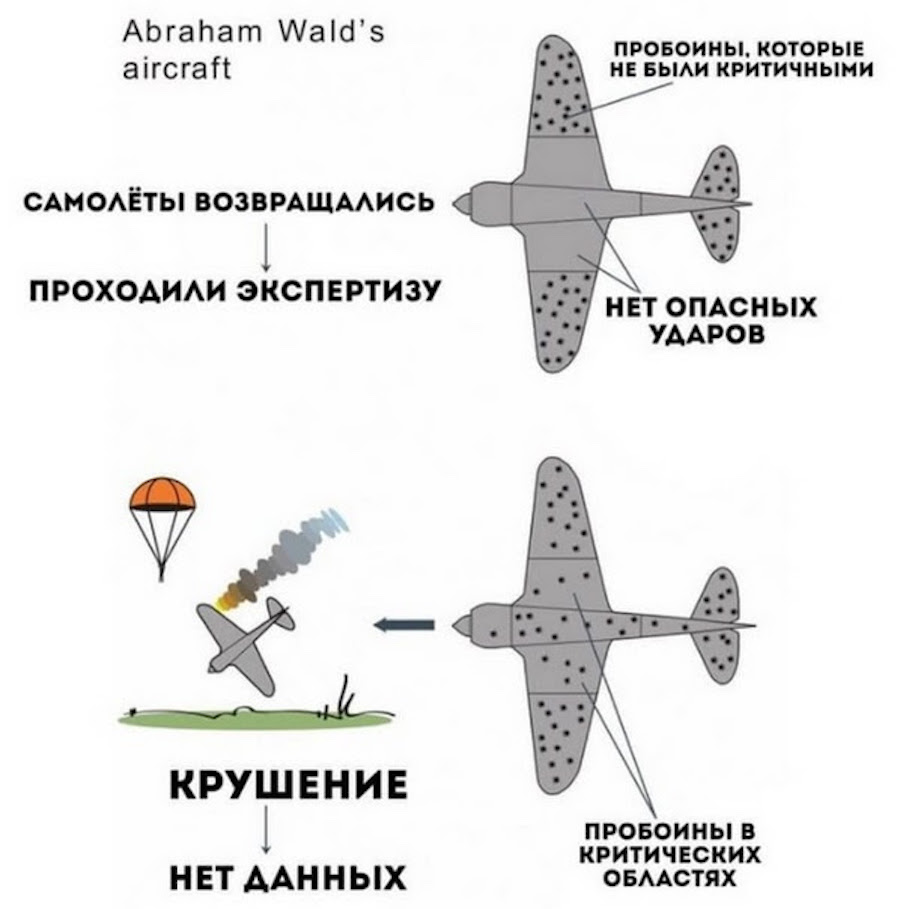 Abraham Wald's
aircraft
ПРОБОИНЫ, КОТОРЫЕ
НЕ БЫЛИ КРИТИЧНЫМИ
САМОЛЁТЫ ВОЗВРАЩАЛИСЬ
ПРОХОДИЛИ ЭКСПЕРТИЗУ
НЕТ ОПАСНЫХ
УДАРОВ
КРУШЕНИЕ
НЕТ ДАННЫХ
ПРОБОИНЫ В
КРИТИЧЕСКИХ
ОБЛАСТЯХ